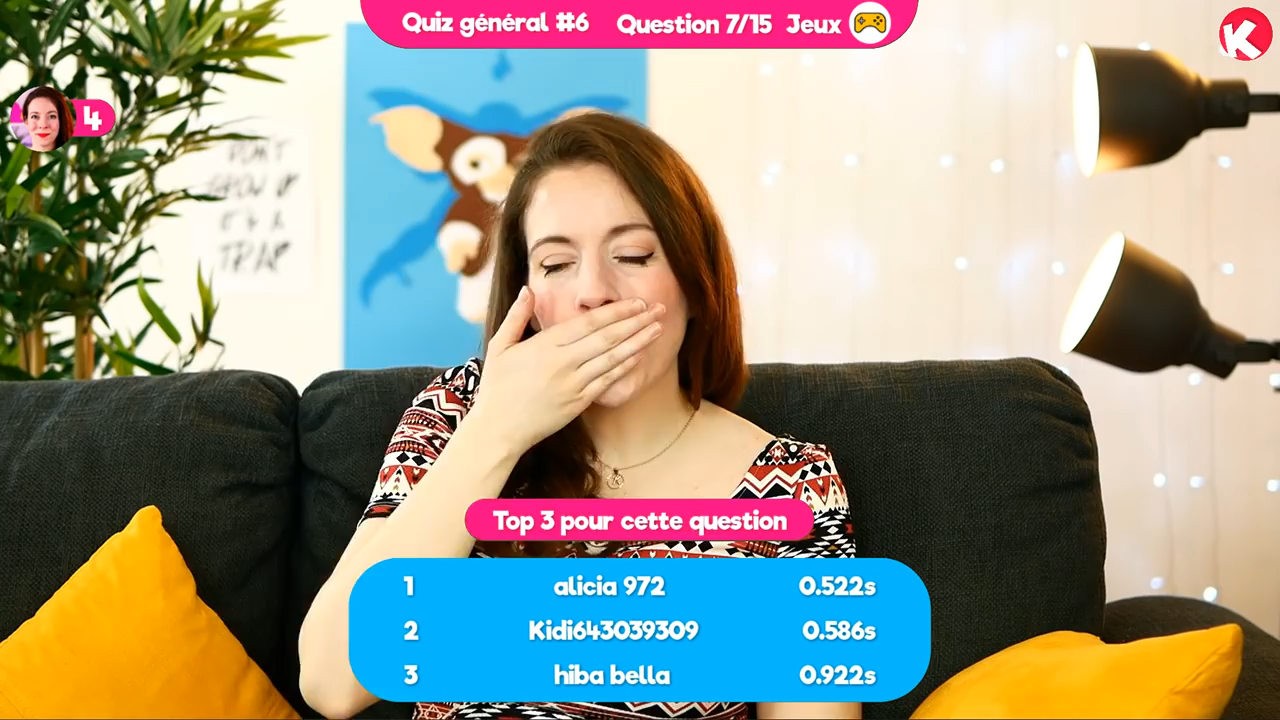 Quiz général #6 Question 7/15 Jeux
K
4
DON'T
GROW UP
IT'S A
TRAP
Top 3 pour cette question
1 alicia 972 0.522s
2 Kidi643039309 0.586s
3 hiba bella 0.922s